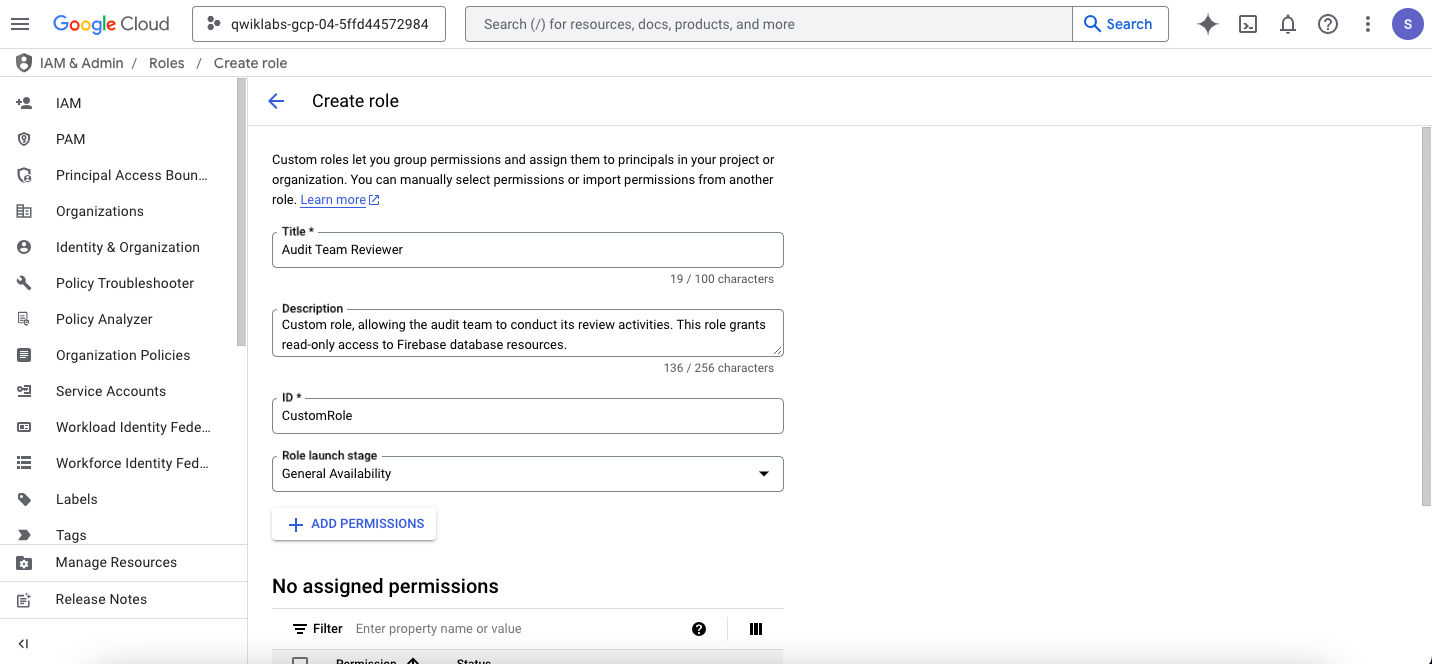 Google Cloud
qwiklabs-gcp-04-5ffd44572984
Search (/) for resources, docs, products, and more
Search
S
IAM & Admin / Roles / Create role
IAM
PAM
Principal Access Boun...
Organizations
Identity & Organization
Policy Troubleshooter
Policy Analyzer
Organization Policies
Service Accounts
Workload Identity Fede...
Workforce Identity Fed...
Labels
Tags
Manage Resources
Release Notes
Create role
Custom roles let you group permissions and assign them to principals in your project or
organization. You can manually select permissions or import permissions from another
role. Learn more
Title *
Audit Team Reviewer
19 / 100 characters
Description
Custom role, allowing the audit team to conduct its review activities. This role grants
read-only access to Firebase database resources.
136 / 256 characters
ID *
CustomRole
Role launch stage
General Availability
ADD PERMISSIONS
No assigned permissions
Filter Enter property name or value
Permission Status